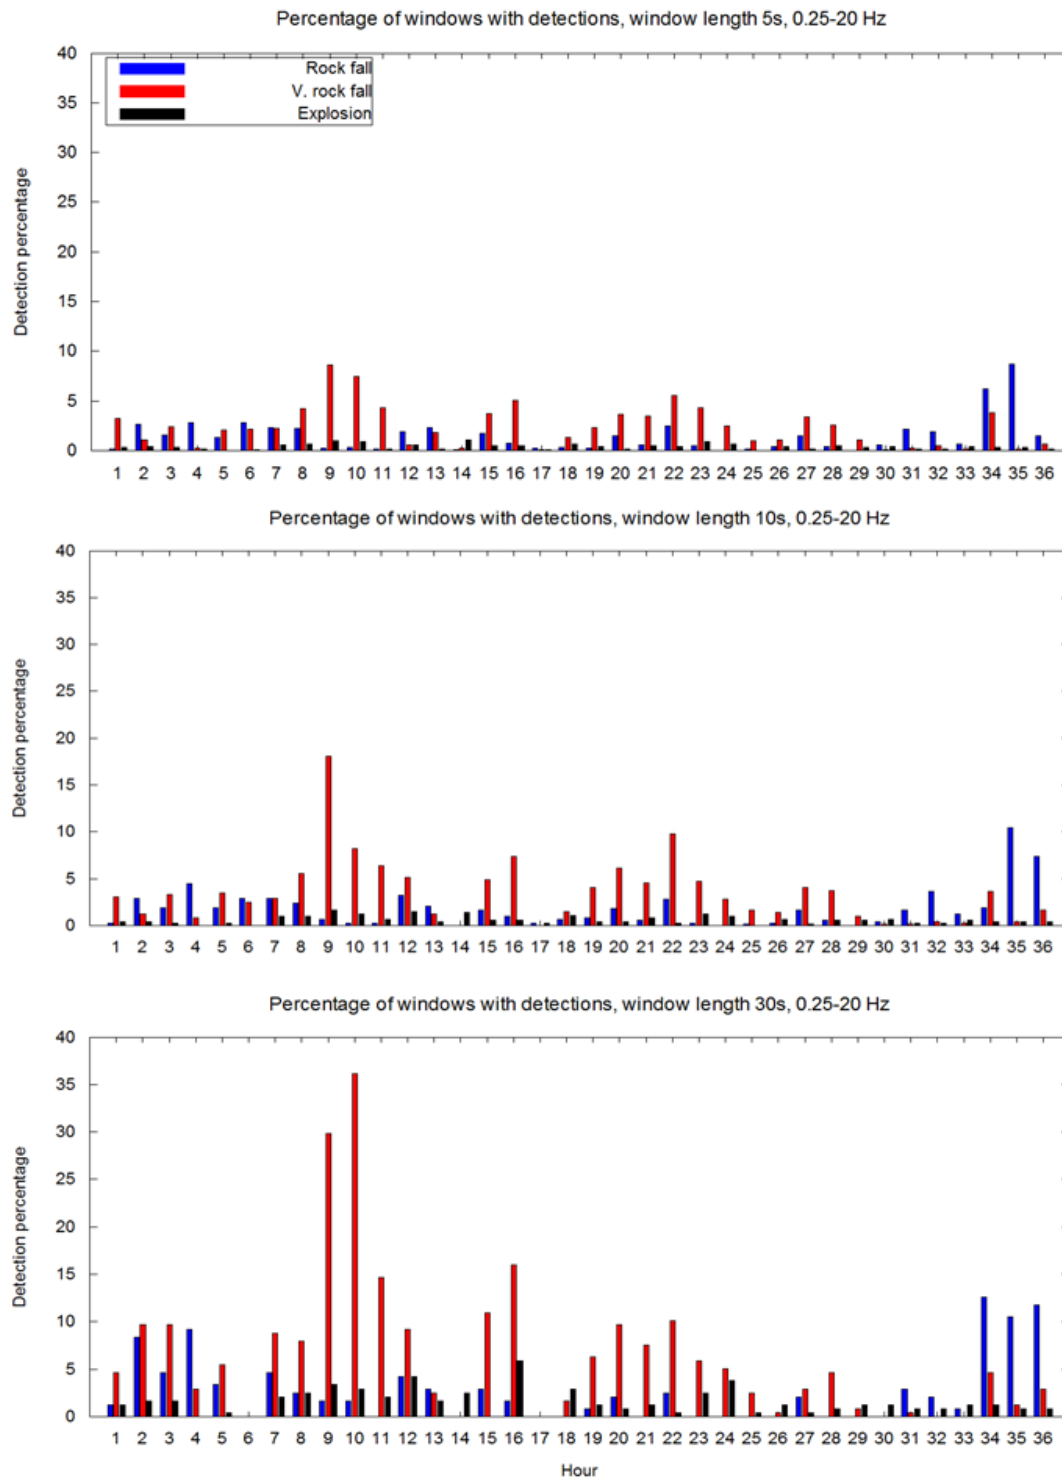 Percentage of windows with detections, window length 5s, 0.25-20 Hz
40
35
30
25
20
15
10
5
0
Detection percentage
Rock fall
V. rock fall
Explosion
1 2 3 4 5 6 7 8 9 10 11 12 13 14 15 16 17 18 19 20 21 22 23 24 25 26 27 28 29 30 31 32 33 34 35 36
Percentage of windows with detections, window length 10s, 0.25-20 Hz
40
35
30
25
20
15
10
5
0
Detection percentage
1 2 3 4 5 6 7 8 9 10 11 12 13 14 15 16 17 18 19 20 21 22 23 24 25 26 27 28 29 30 31 32 33 34 35 36
Percentage of windows with detections, window length 30s, 0.25-20 Hz
40
35
30
25
20
15
10
5
0
Detection percentage
1 2 3 4 5 6 7 8 9 10 11 12 13 14 15 16 17 18 19 20 21 22 23 24 25 26 27 28 29 30 31 32 33 34 35 36
Hour